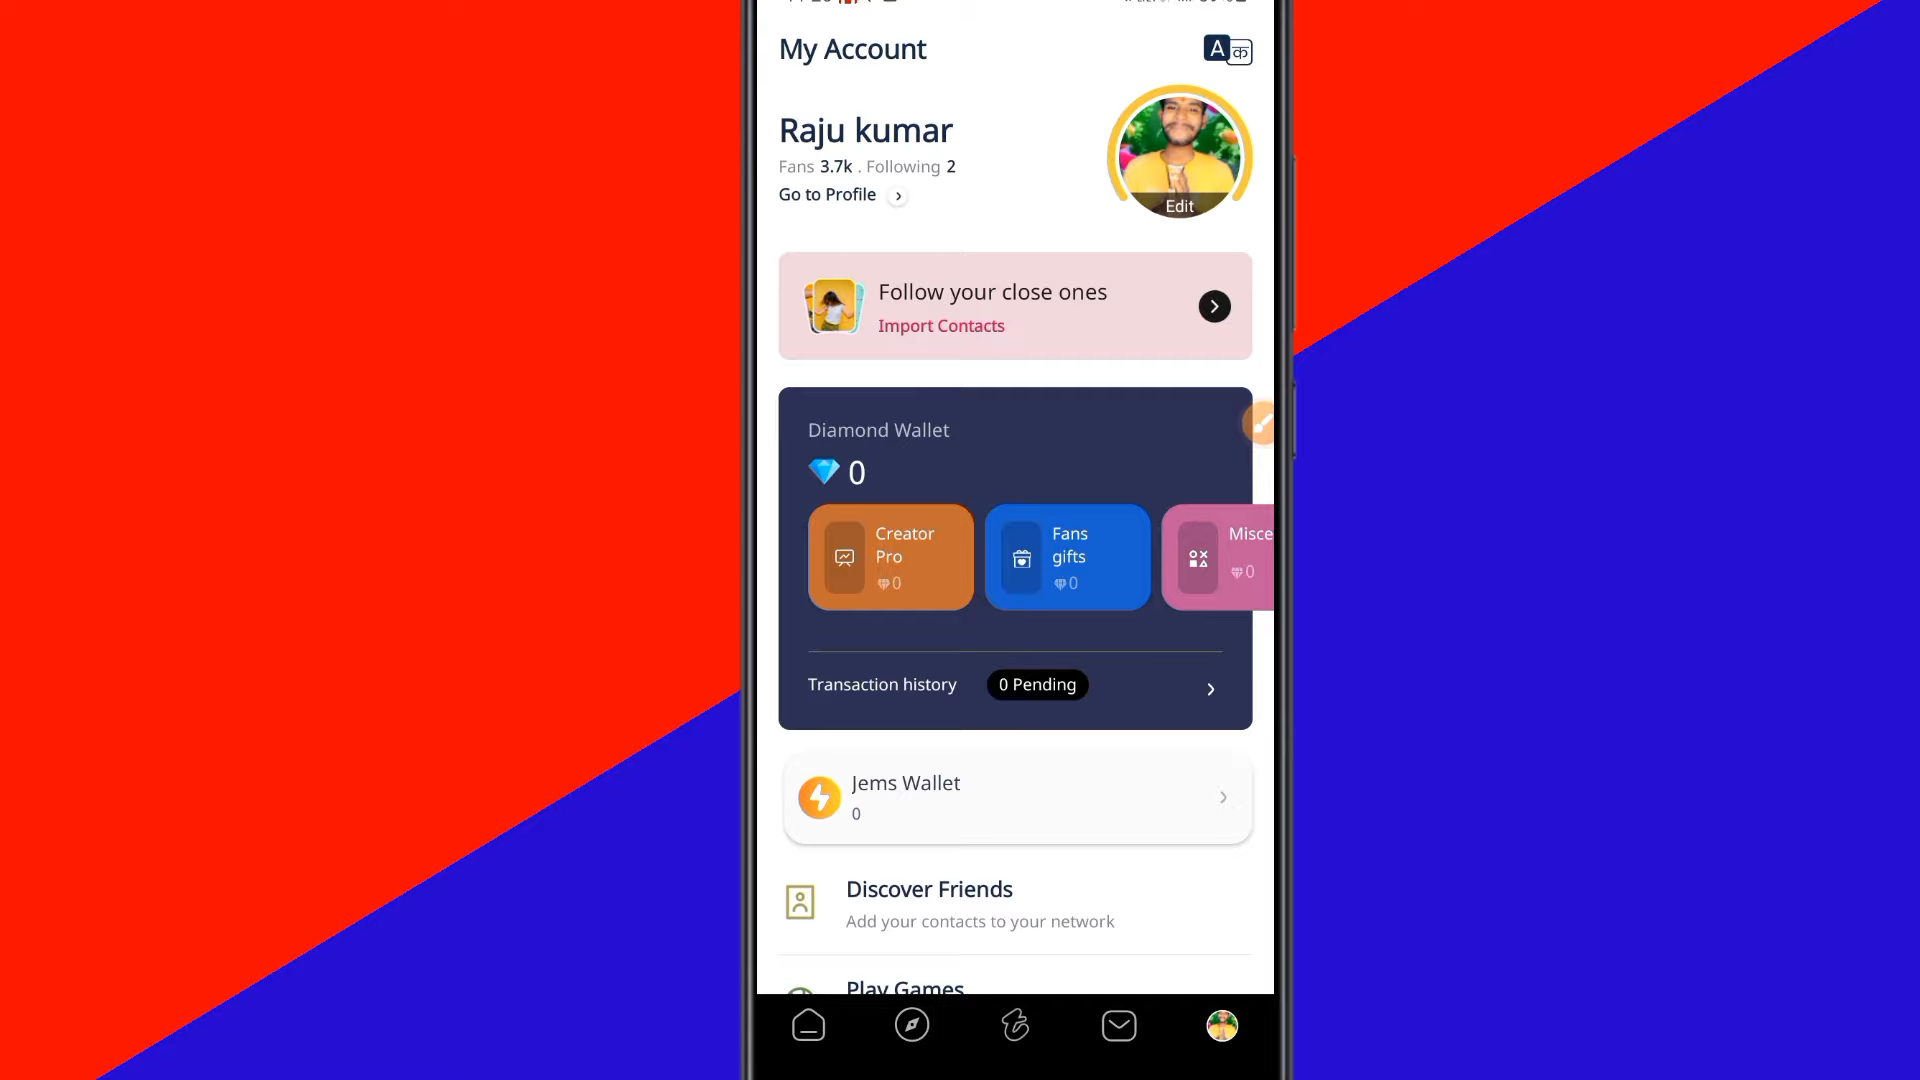 My Account
A क
Raju kumar
Fans 3.7k . Following 2
Go to Profile
Edit
Follow your close ones
Import Contacts
Diamond Wallet
0
Creator Pro
0
Fans gifts
0
Misce
0
Transaction history 0 Pending
Jems Wallet
0
Discover Friends
Add your contacts to your network
Play Games